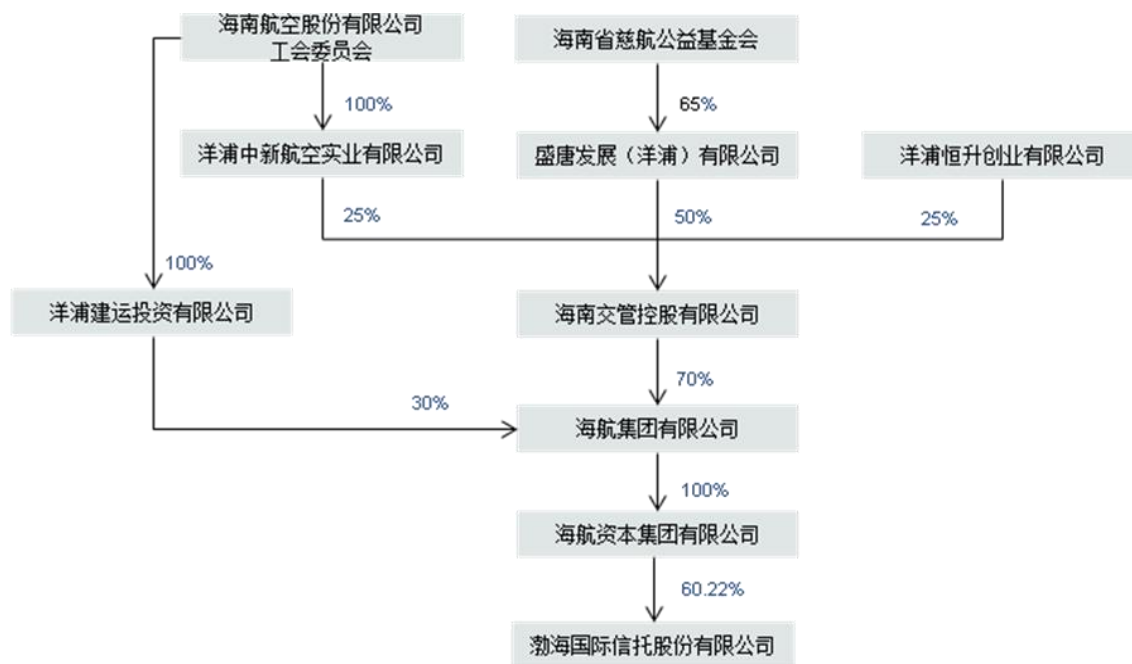 海南航空股份有限公司
工会委员会
海南省慈航公益基金会
100%
65%
洋浦中新航空实业有限公司
盛唐发展（洋浦）有限公司
洋浦恒升创业有限公司
25%
50%
25%
100%
洋浦建运投资有限公司
海南交管控股有限公司
70%
30%
海航集团有限公司
100%
海航资本集团有限公司
60.22%
渤海国际信托股份有限公司